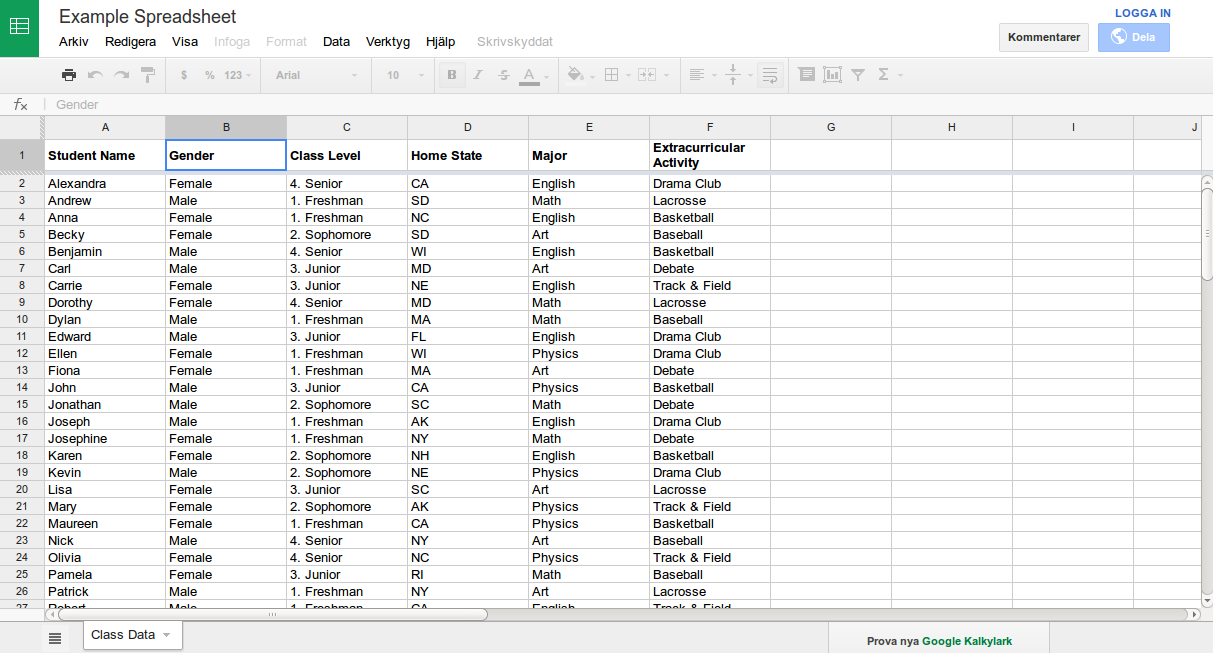 Example Spreadsheet
LOGGA IN
Arkiv Redigera Visa Infoga Format Data Verktyg Hjälp Skrivskyddat
Kommentarer Dela
$ % 123 Arial 10 B I S A Σ
fx Gender
A B C D E F G H I J
1 Student Name Gender Class Level Home State Major Extracurricular Activity
2 Alexandra Female 4. Senior CA English Drama Club
3 Andrew Male 1. Freshman SD Math Lacrosse
4 Anna Female 1. Freshman NC English Basketball
5 Becky Female 2. Sophomore SD Art Baseball
6 Benjamin Male 4. Senior WI English Basketball
7 Carl Male 3. Junior MD Art Debate
8 Carrie Female 3. Junior NE English Track & Field
9 Dorothy Female 4. Senior MD Math Lacrosse
10 Dylan Male 1. Freshman MA Math Baseball
11 Edward Male 3. Junior FL English Drama Club
12 Ellen Female 1. Freshman WI Physics Drama Club
13 Fiona Female 1. Freshman MA Art Debate
14 John Male 3. Junior CA Physics Basketball
15 Jonathan Male 2. Sophomore SC Math Debate
16 Joseph Male 1. Freshman AK English Drama Club
17 Josephine Female 1. Freshman NY Math Debate
18 Karen Female 2. Sophomore NH English Basketball
19 Kevin Male 2. Sophomore NE Physics Drama Club
20 Lisa Female 3. Junior SC Art Lacrosse
21 Mary Female 2. Sophomore AK Physics Track & Field
22 Maureen Female 1. Freshman CA Physics Basketball
23 Nick Male 4. Senior NY Art Baseball
24 Olivia Female 4. Senior NC Physics Track & Field
25 Pamela Female 3. Junior RI Math Baseball
26 Patrick Male 1. Freshman NY Art Lacrosse
27 Robert Male 1. Freshman CA English Track & Field
Class Data
Prova nya Google Kalkylark